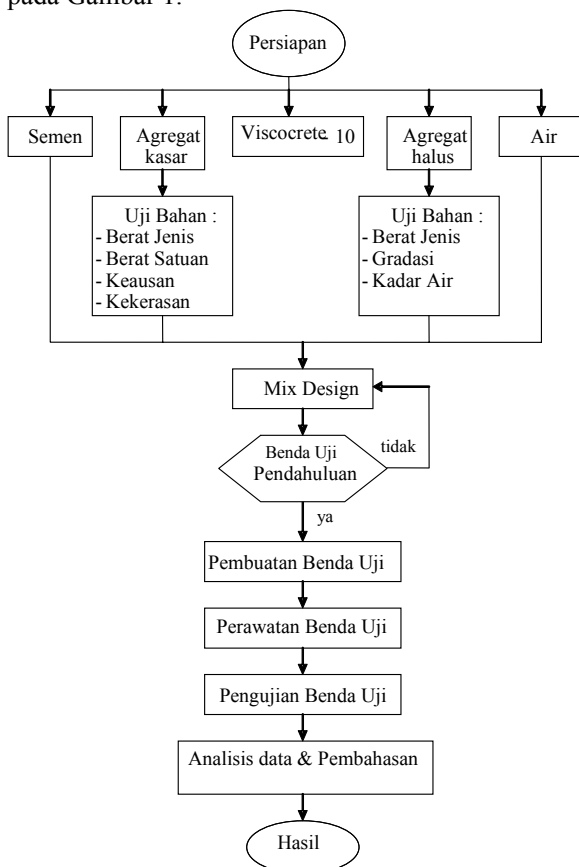 pada Gambar 1.
Persiapan
Semen
Agregat
kasar
Viscocrete - 10
Agregat
halus
Air
Uji Bahan :
- Berat Jenis
- Berat Satuan
- Keausan
- Kekerasan
Uji Bahan :
- Berat Jenis
- Gradasi
- Kadar Air
Mix Design
Benda Uji
Pendahuluan
tidak
ya
Pembuatan Benda Uji
Perawatan Benda Uji
Pengujian Benda Uji
Analisis data & Pembahasan
Hasil